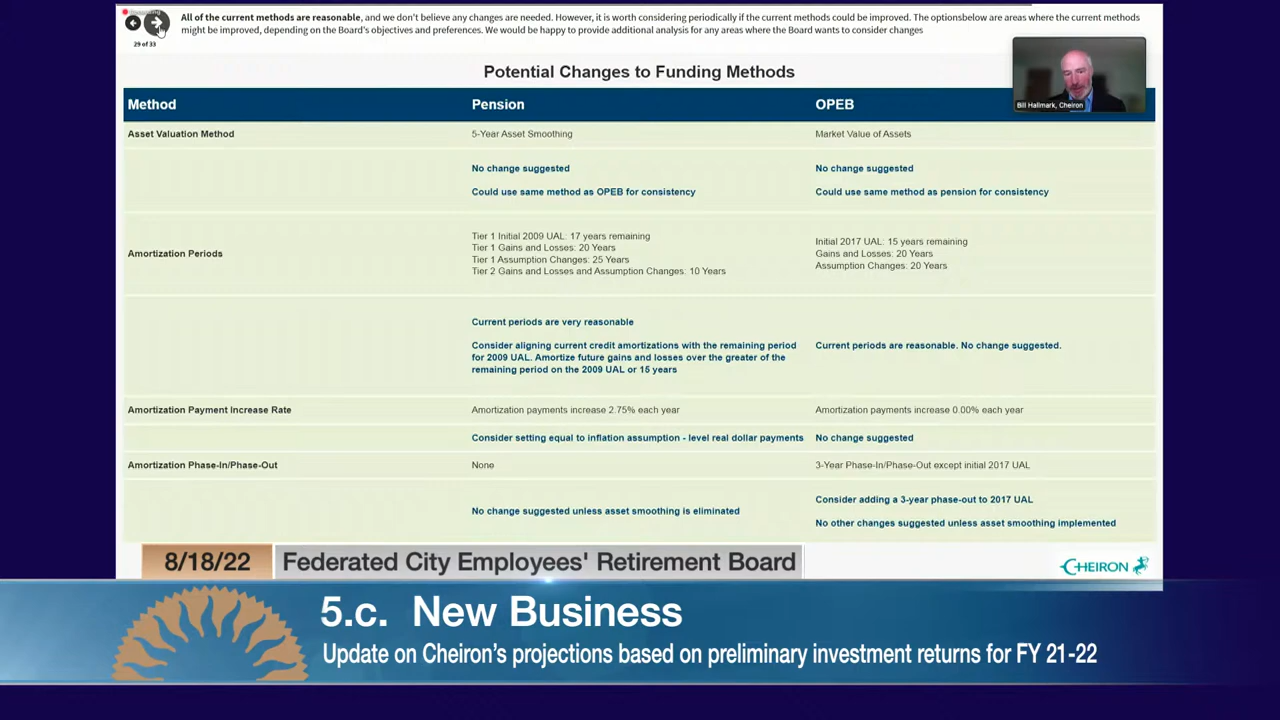 All of the current methods are reasonable, and we don't believe any changes are needed. However, it is worth considering periodically if the current methods could be improved. The optionsbelow are areas where the current methods
might be improved, depending on the Board's objectives and preferences. We would be happy to provide additional analysis for any areas where the Board wants to consider changes
29 of 33
Bill Hallmark, Cheiron
Potential Changes to Funding Methods
Method Pension OPEB
Asset Valuation Method 5-Year Asset Smoothing Market Value of Assets
No change suggested No change suggested
Could use same method as OPEB for consistency Could use same method as pension for consistency
Amortization Periods
Tier 1 Initial 2009 UAL: 17 years remaining
Tier 1 Gains and Losses: 20 Years
Tier 1 Assumption Changes: 25 Years
Tier 2 Gains and Losses and Assumption Changes: 10 Years
Initial 2017 UAL: 15 years remaining
Gains and Losses: 20 Years
Assumption Changes: 20 Years
Current periods are very reasonable
Consider aligning current credit amortizations with the remaining period
for 2009 UAL. Amortize future gains and losses over the greater of the
remaining period on the 2009 UAL or 15 years
Current periods are reasonable. No change suggested.
Amortization Payment Increase Rate Amortization payments increase 2.75% each year Amortization payments increase 0.00% each year
Consider setting equal to inflation assumption - level real dollar payments No change suggested
Amortization Phase-In/Phase-Out None 3-Year Phase-In/Phase-Out except initial 2017 UAL
No change suggested unless asset smoothing is eliminated
Consider adding a 3-year phase-out to 2017 UAL
No other changes suggested unless asset smoothing implemented
8/18/22 Federated City Employees' Retirement Board
CHEIRON
5.c. New Business
Update on Cheiron's projections based on preliminary investment returns for FY 21-22